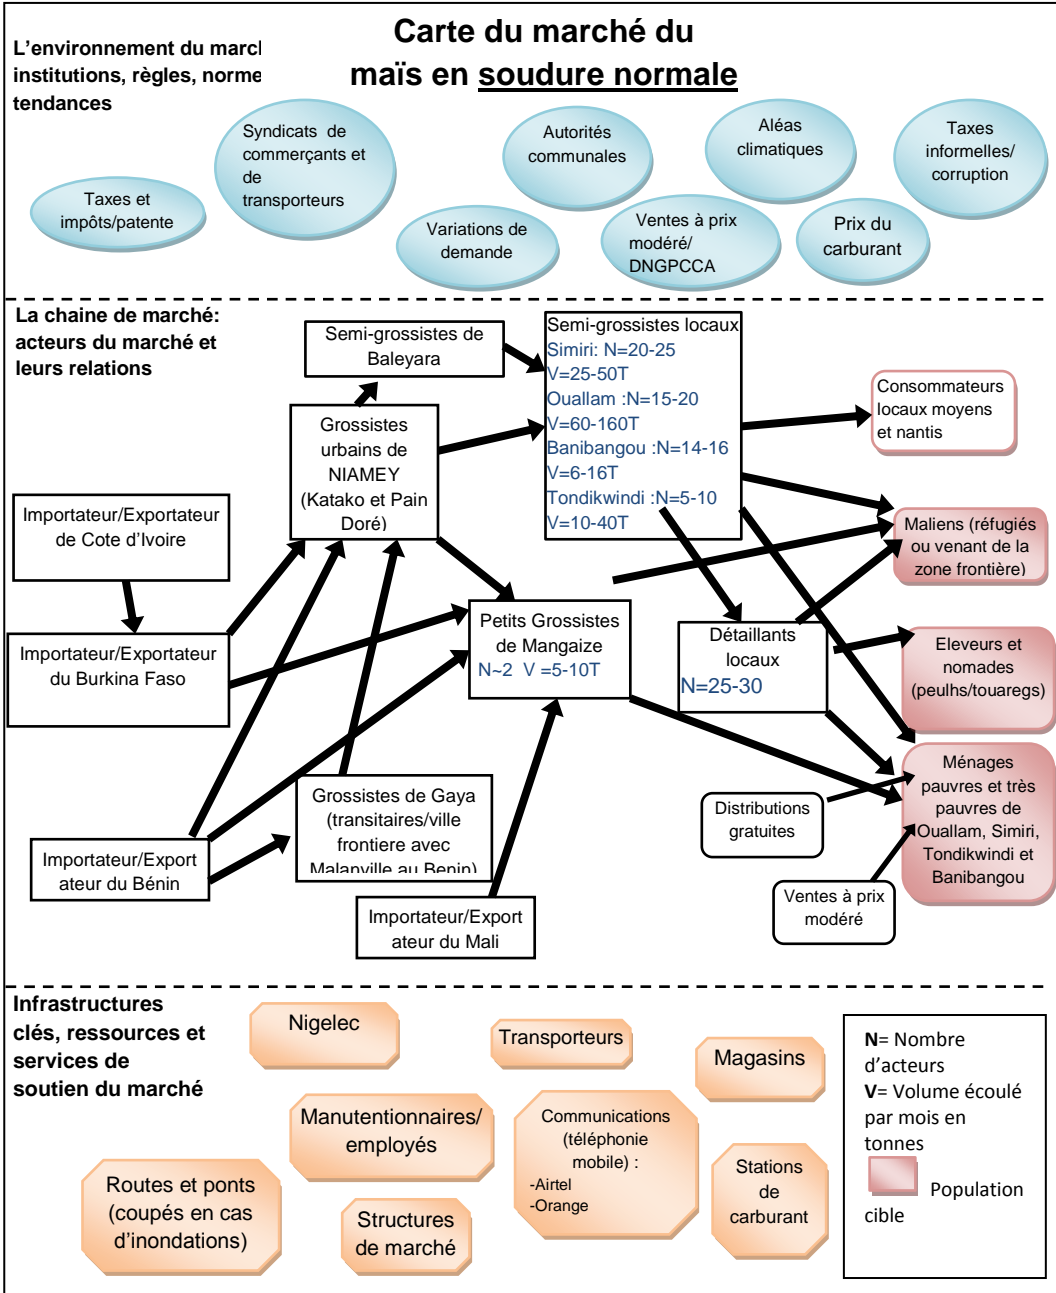 Carte du marché du
maïs en soudure normale
L'environnement du marc
institutions, règles, norme
tendances
Taxes et
impôts/patente
Syndicats de
commerçants et
de
transporteurs
Variations de
demande
Autorités
communales
Ventes à prix
modéré/
DNGPCCA
Aléas
climatiques
Prix du
carburant
Taxes
informelles/
corruption
La chaine de marché:
acteurs du marché et
leurs relations
Semi-grossistes de
Baleyara
Grossistes
urbains de
NIAMEY
(Katako et Pain
Doré)
Semi-grossistes locaux
Simiri: N=20-25
V=25-50T
Ouallam :N=15-20
V=60-160T
Banibangou :N=14-16
V=6-16T
Tondikwindi :N=5-10
V=10-40T
Consommateurs
locaux moyens
et nantis
Importateur/Exportateur
de Cote d'Ivoire
Maliens (réfugiés
ou venant de la
zone frontière)
Importateur/Exportateur
du Burkina Faso
Petits Grossistes
de Mangaize
N~2 V =5-10T
Détaillants
locaux
N=25-30
Eleveurs et
nomades
(peulhs/touaregs)
Ménages
pauvres et très
pauvres de
Ouallam, Simiri,
Tondikwindi et
Banibangou
Grossistes de Gaya
(transitaires/ville
frontiere avec
Malanville au Benin)
Distributions
gratuites
Importateur/Export
ateur du Bénin
Importateur/Export
ateur du Mali
Ventes à prix
modéré
Infrastructures
clés, ressources et
services de
soutien du marché
Nigelec
Transporteurs
Magasins
Manutentionnaires/
employés
Communications
(téléphonie
mobile) :
-Airtel
-Orange
Stations
de
carburant
Routes et ponts
(coupés en cas
d'inondations)
Structures
de marché
N= Nombre
d'acteurs
V= Volume écoulé
par mois en
tonnes
Population
cible